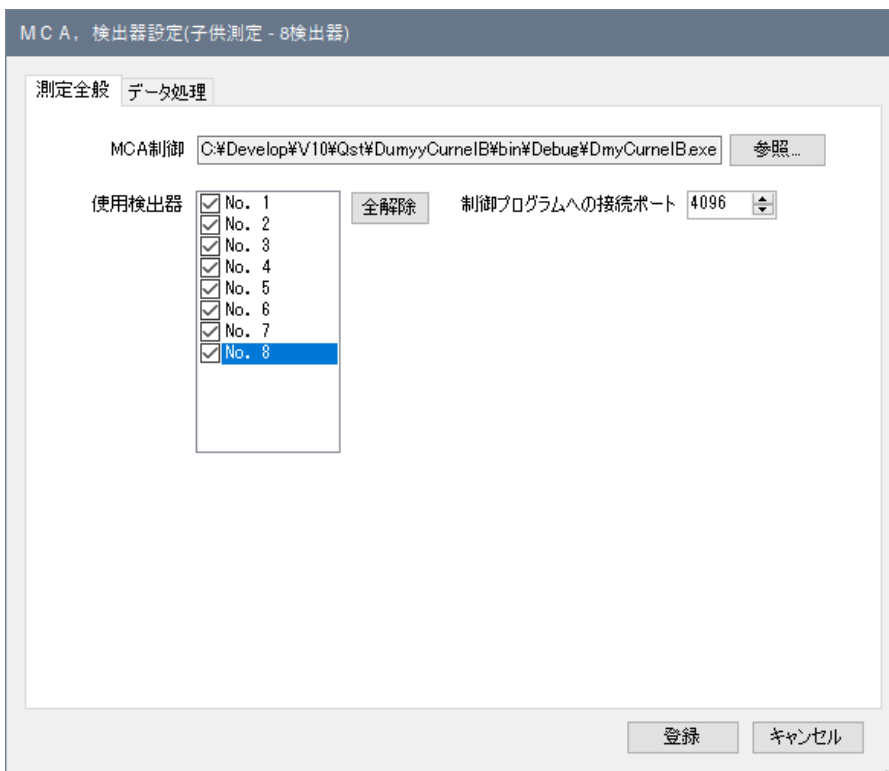 ＭＣＡ，検出器設定(子供測定 - 8検出器)
測定全般 データ処理
MCA制御 C:¥Develop¥V10¥Qst¥DumyyCurnelB¥bin¥Debug¥DmyCurnelB.exe 参照...
使用検出器 No. 1 全解除 制御プログラムへの接続ポート 4096
No. 2
No. 3
No. 4
No. 5
No. 6
No. 7
No. 8
登録 キャンセル